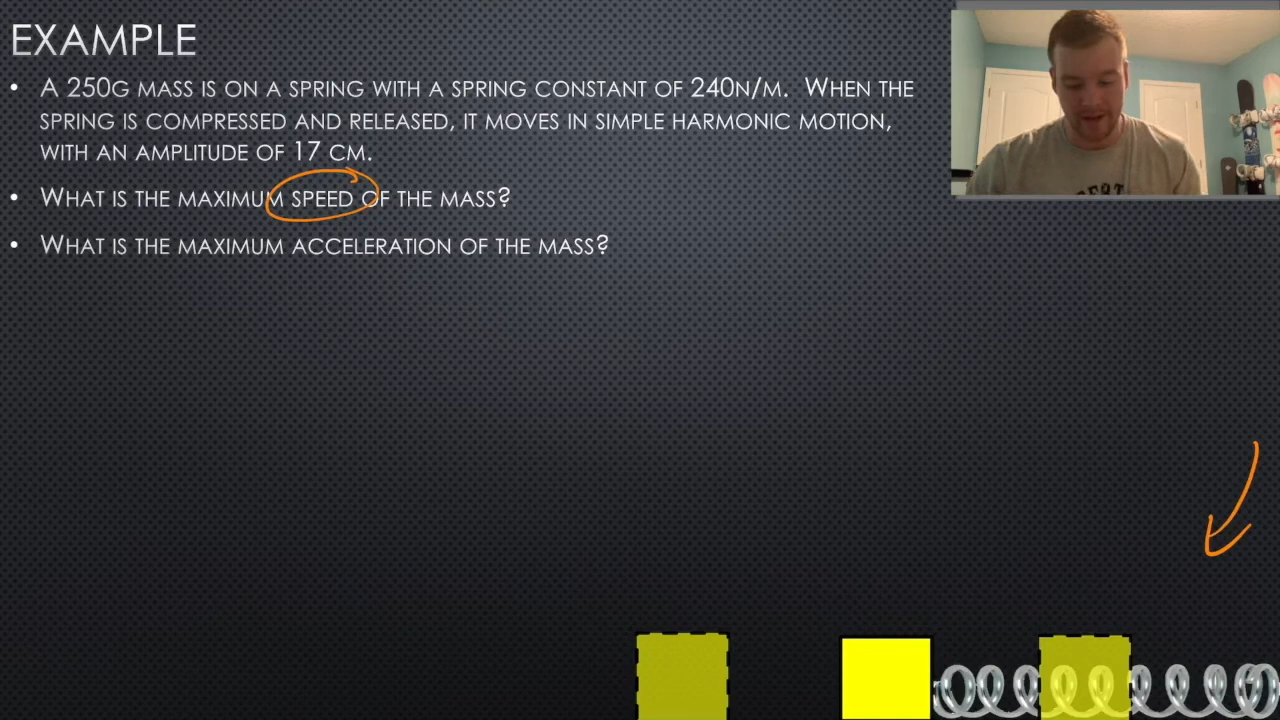 EXAMPLE
• A 250G MASS IS ON A SPRING WITH A SPRING CONSTANT OF 240N/M. WHEN THE
SPRING IS COMPRESSED AND RELEASED, IT MOVES IN SIMPLE HARMONIC MOTION,
WITH AN AMPLITUDE OF 17 CM.
• WHAT IS THE MAXIMUM SPEED OF THE MASS?
• WHAT IS THE MAXIMUM ACCELERATION OF THE MASS?